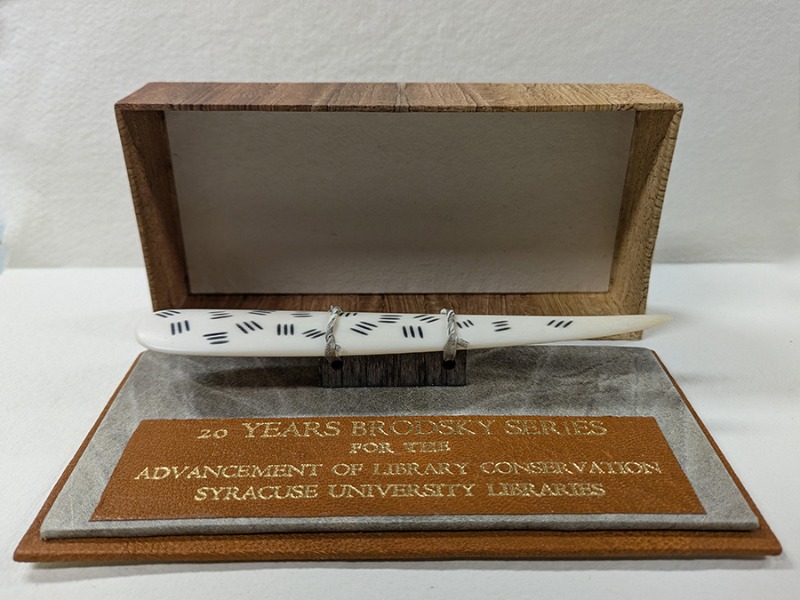 20 YEARS BRODSKY SERIES
FOR THE
ADVANCEMENT OF LIBRARY CONSERVATION
SYRACUSE UNIVERSITY LIBRARIES